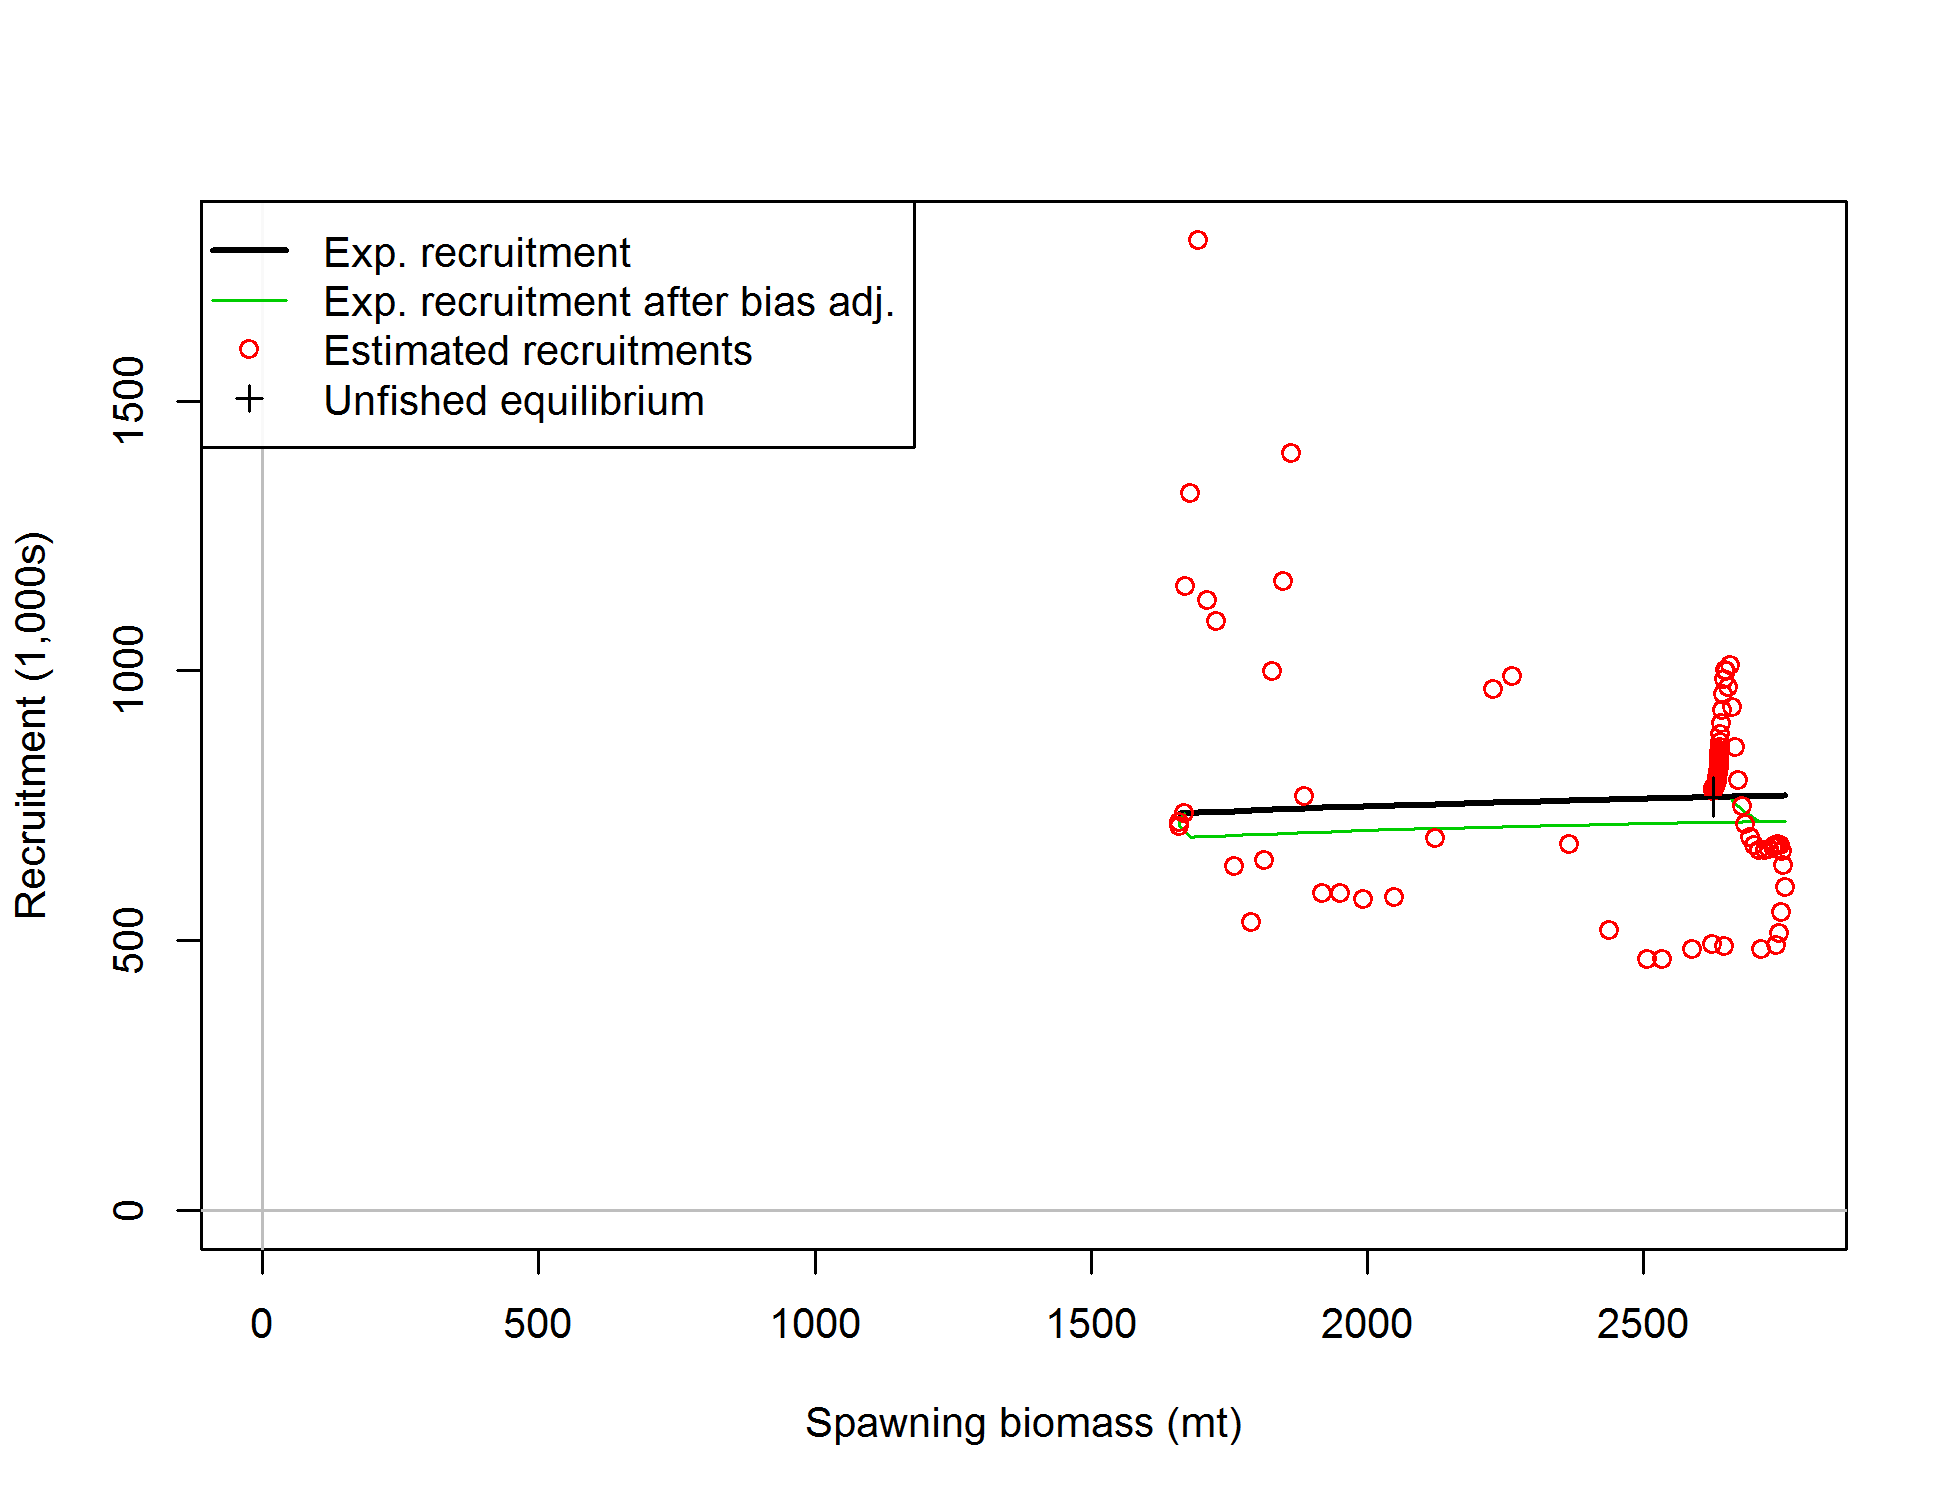 Exp. recruitment
Exp. recruitment after bias adj.
Estimated recruitments
Unfished equilibrium
Recruitment (1,000s)
1500
1000
500
0
0 500 1000 1500 2000 2500
Spawning biomass (mt)